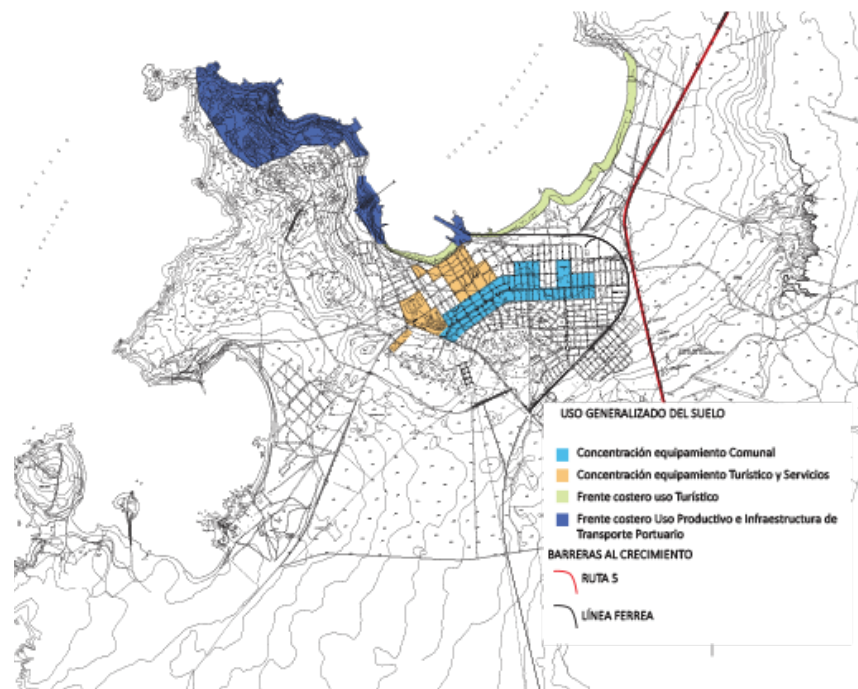 USO GENERALIZADO DEL SUELO
Concentración equipamiento Comunal
Concentración equipamiento Turístico y Servicios
Frente costero uso Turístico
Frente costero Uso Productivo e Infraestructura de
Transporte Portuario
BARRERAS AL CRECIMIENTO
RUTA 5
LÍNEA FERREA